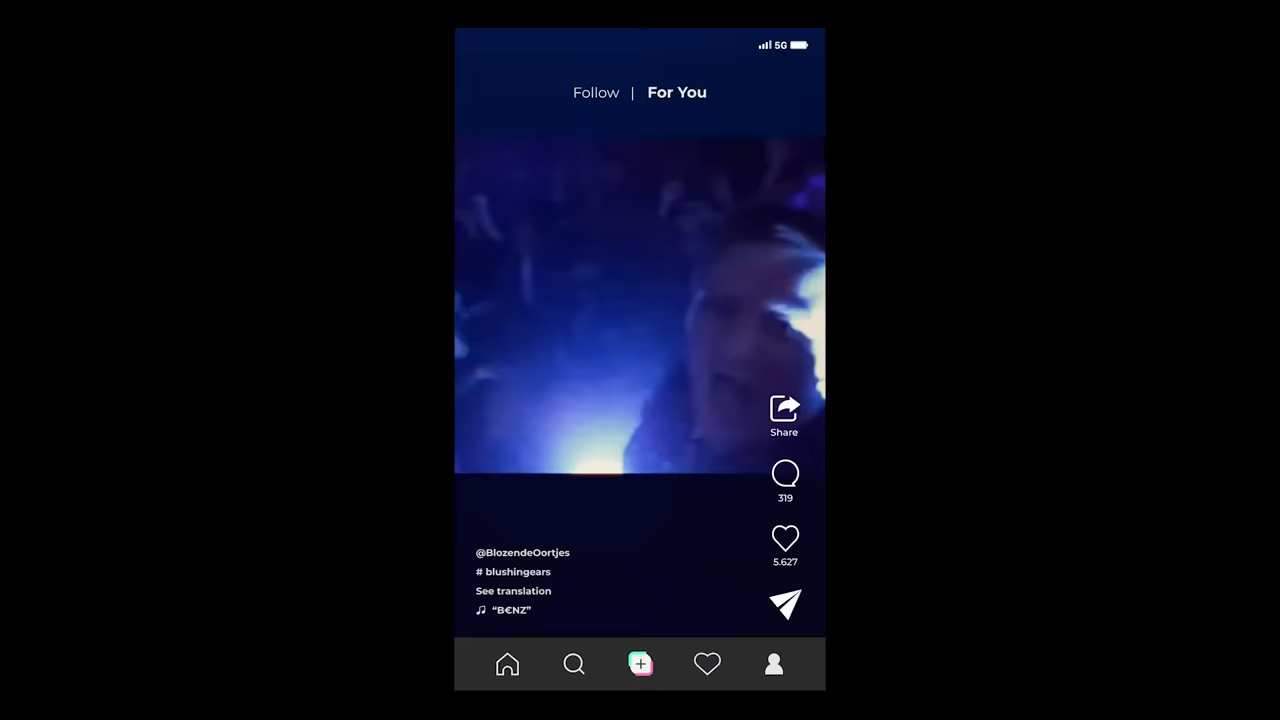 5G
Follow | For You
Share
319
5.627
@BlozendeOortjes
# blushingears
See translation
“B€NZ”